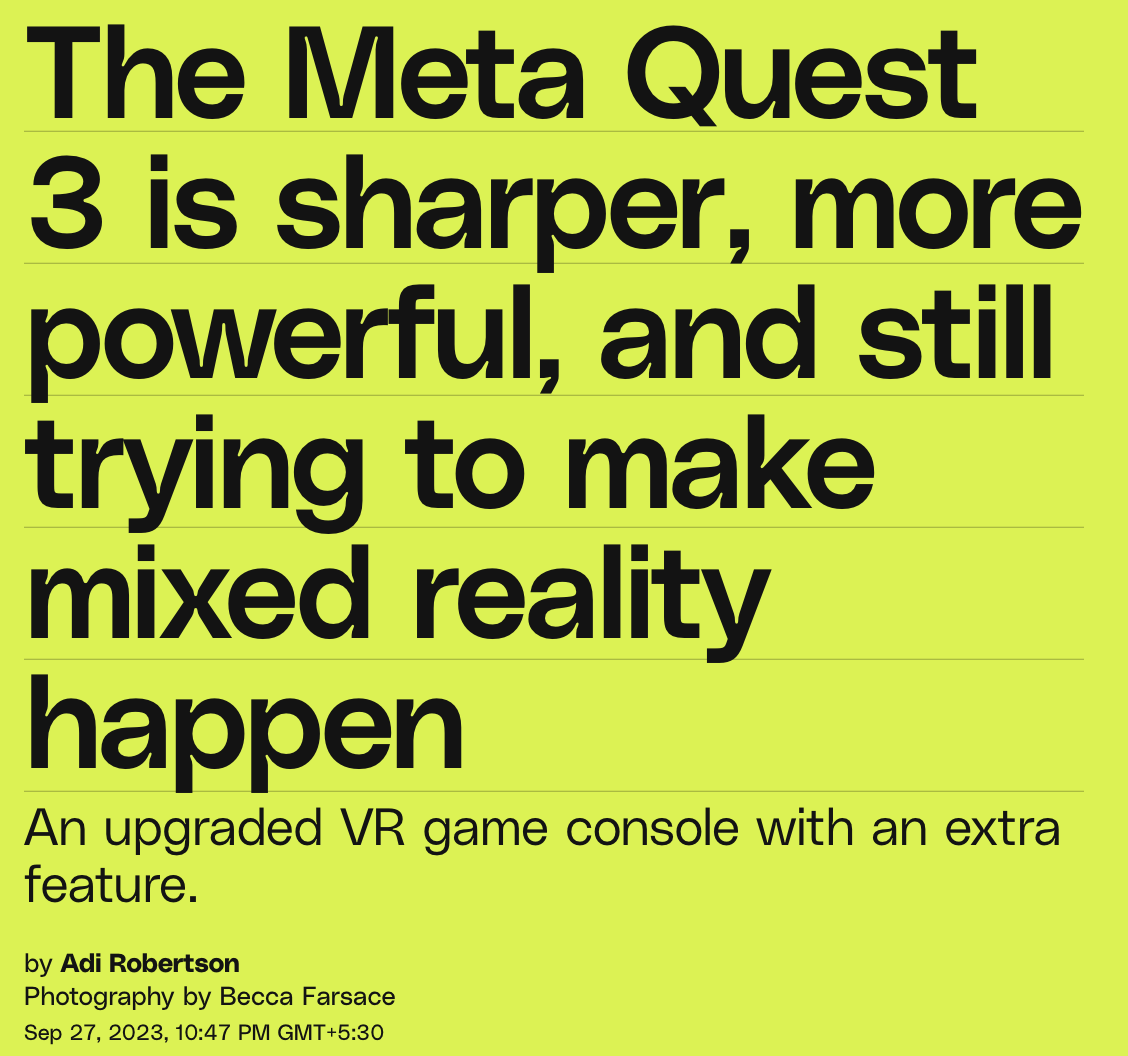 The Meta Quest
3 is sharper, more
powerful, and still
trying to make
mixed reality
happen
An upgraded VR game console with an extra
feature.
by Adi Robertson
Photography by Becca Farsace
Sep 27, 2023, 10:47 PM GMT+5:30